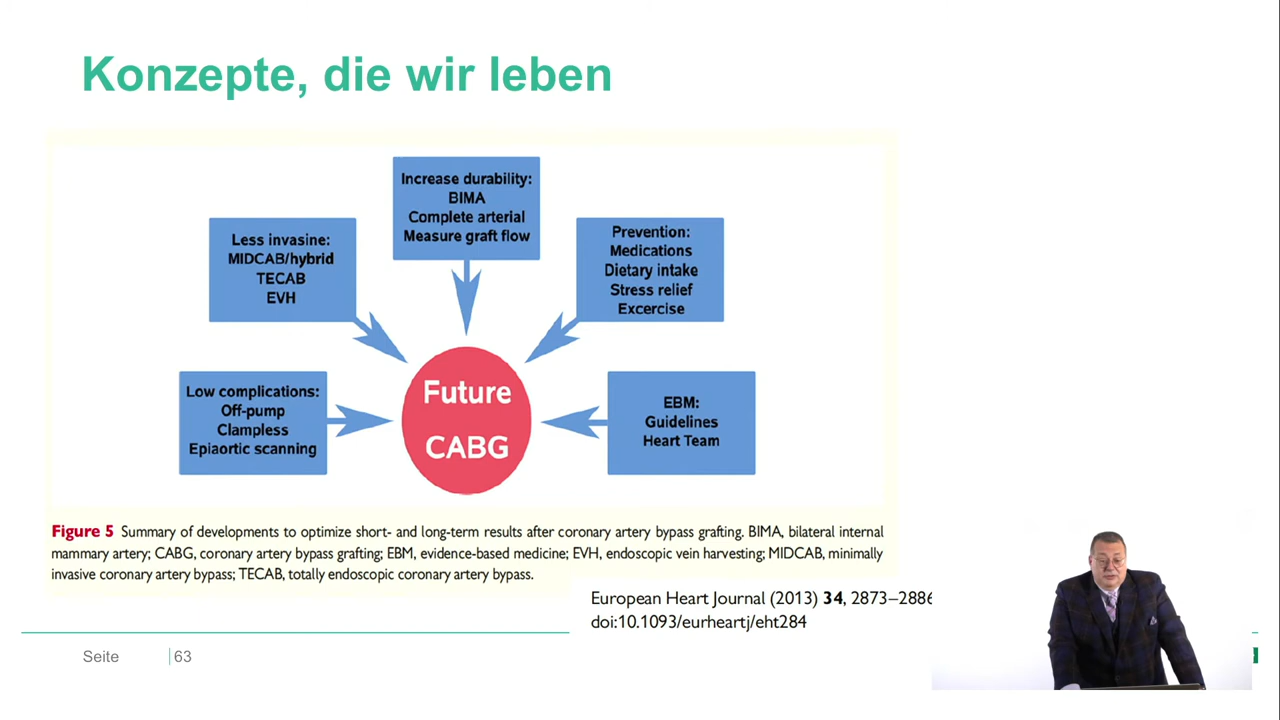 Konzepte, die wir leben
Increase durability:
BIMA
Complete arterial
Measure graft flow
Less invasine:
MIDCAB/hybrid
TECAB
EVH
Prevention:
Medications
Dietary intake
Stress relief
Excercise
Low complications:
Off-pump
Clampless
Epiaortic scanning
Future
CABG
EBM:
Guidelines
Heart Team
Figure 5 Summary of developments to optimize short- and long-term results after coronary artery bypass grafting. BIMA, bilateral internal
mammary artery; CABG, coronary artery bypass grafting; EBM, evidence-based medicine; EVH, endoscopic vein harvesting; MIDCAB, minimally
invasive coronary artery bypass; TECAB, totally endoscopic coronary artery bypass.
European Heart Journal (2013) 34, 2873–2886
doi:10.1093/eurheartj/eht284
Seite 63